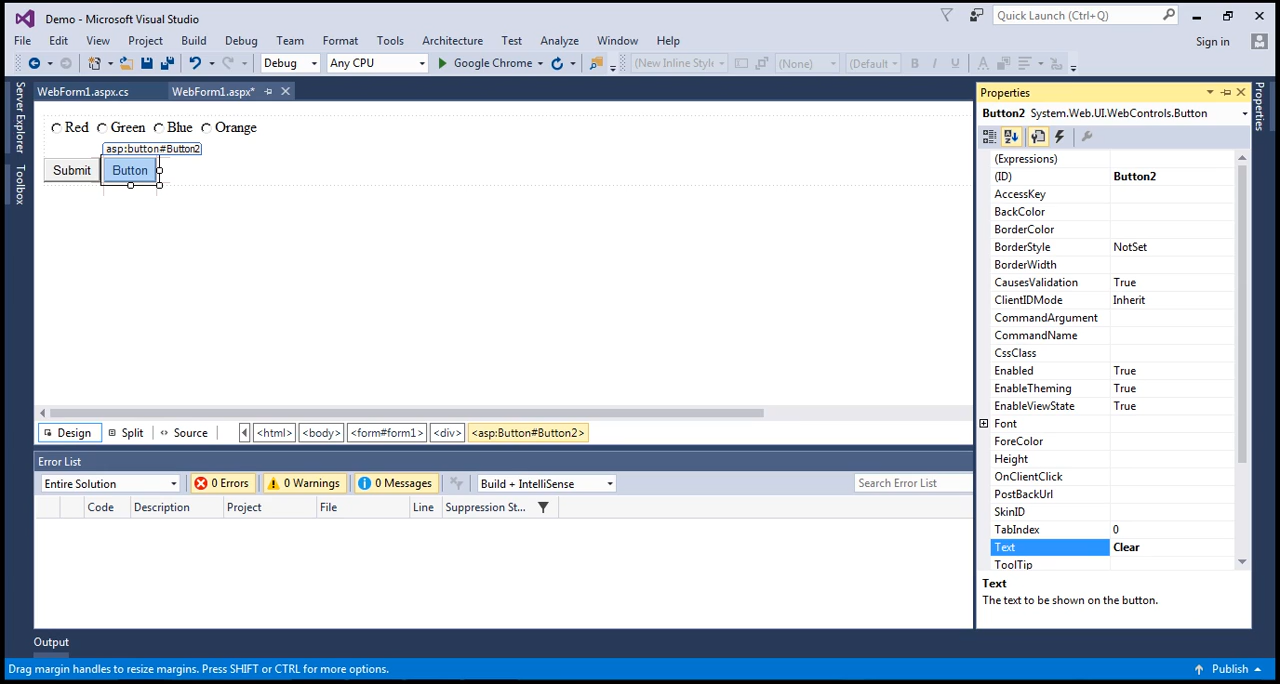 Demo - Microsoft Visual Studio
Quick Launch (Ctrl+Q)
File Edit View Project Build Debug Team Format Tools Architecture Test Analyze Window Help
Sign in
Debug Any CPU Google Chrome (New Inline Style (None) (Default B I U A
Server Explorer
Toolbox
WebForm1.aspx.cs WebForm1.aspx*
Red Green Blue Orange
asp:button#Button2
Submit Button
Design Split Source <html> <body> <form#form1> <div> <asp:Button#Button2>
Error List
Entire Solution 0 Errors 0 Warnings 0 Messages Build + IntelliSense Search Error List
Code Description Project File Line Suppression St...
Output
Properties
Button2 System.Web.UI.WebControls.Button
(Expressions)
(ID) Button2
AccessKey
BackColor
BorderColor
BorderStyle NotSet
BorderWidth
CausesValidation True
ClientIDMode Inherit
CommandArgument
CommandName
CssClass
Enabled True
EnableTheming True
EnableViewState True
Font
ForeColor
Height
OnClientClick
PostBackUrl
SkinID
TabIndex 0
Text Clear
ToolTip
Text
The text to be shown on the button.
Properties
Drag margin handles to resize margins. Press SHIFT or CTRL for more options.
Publish